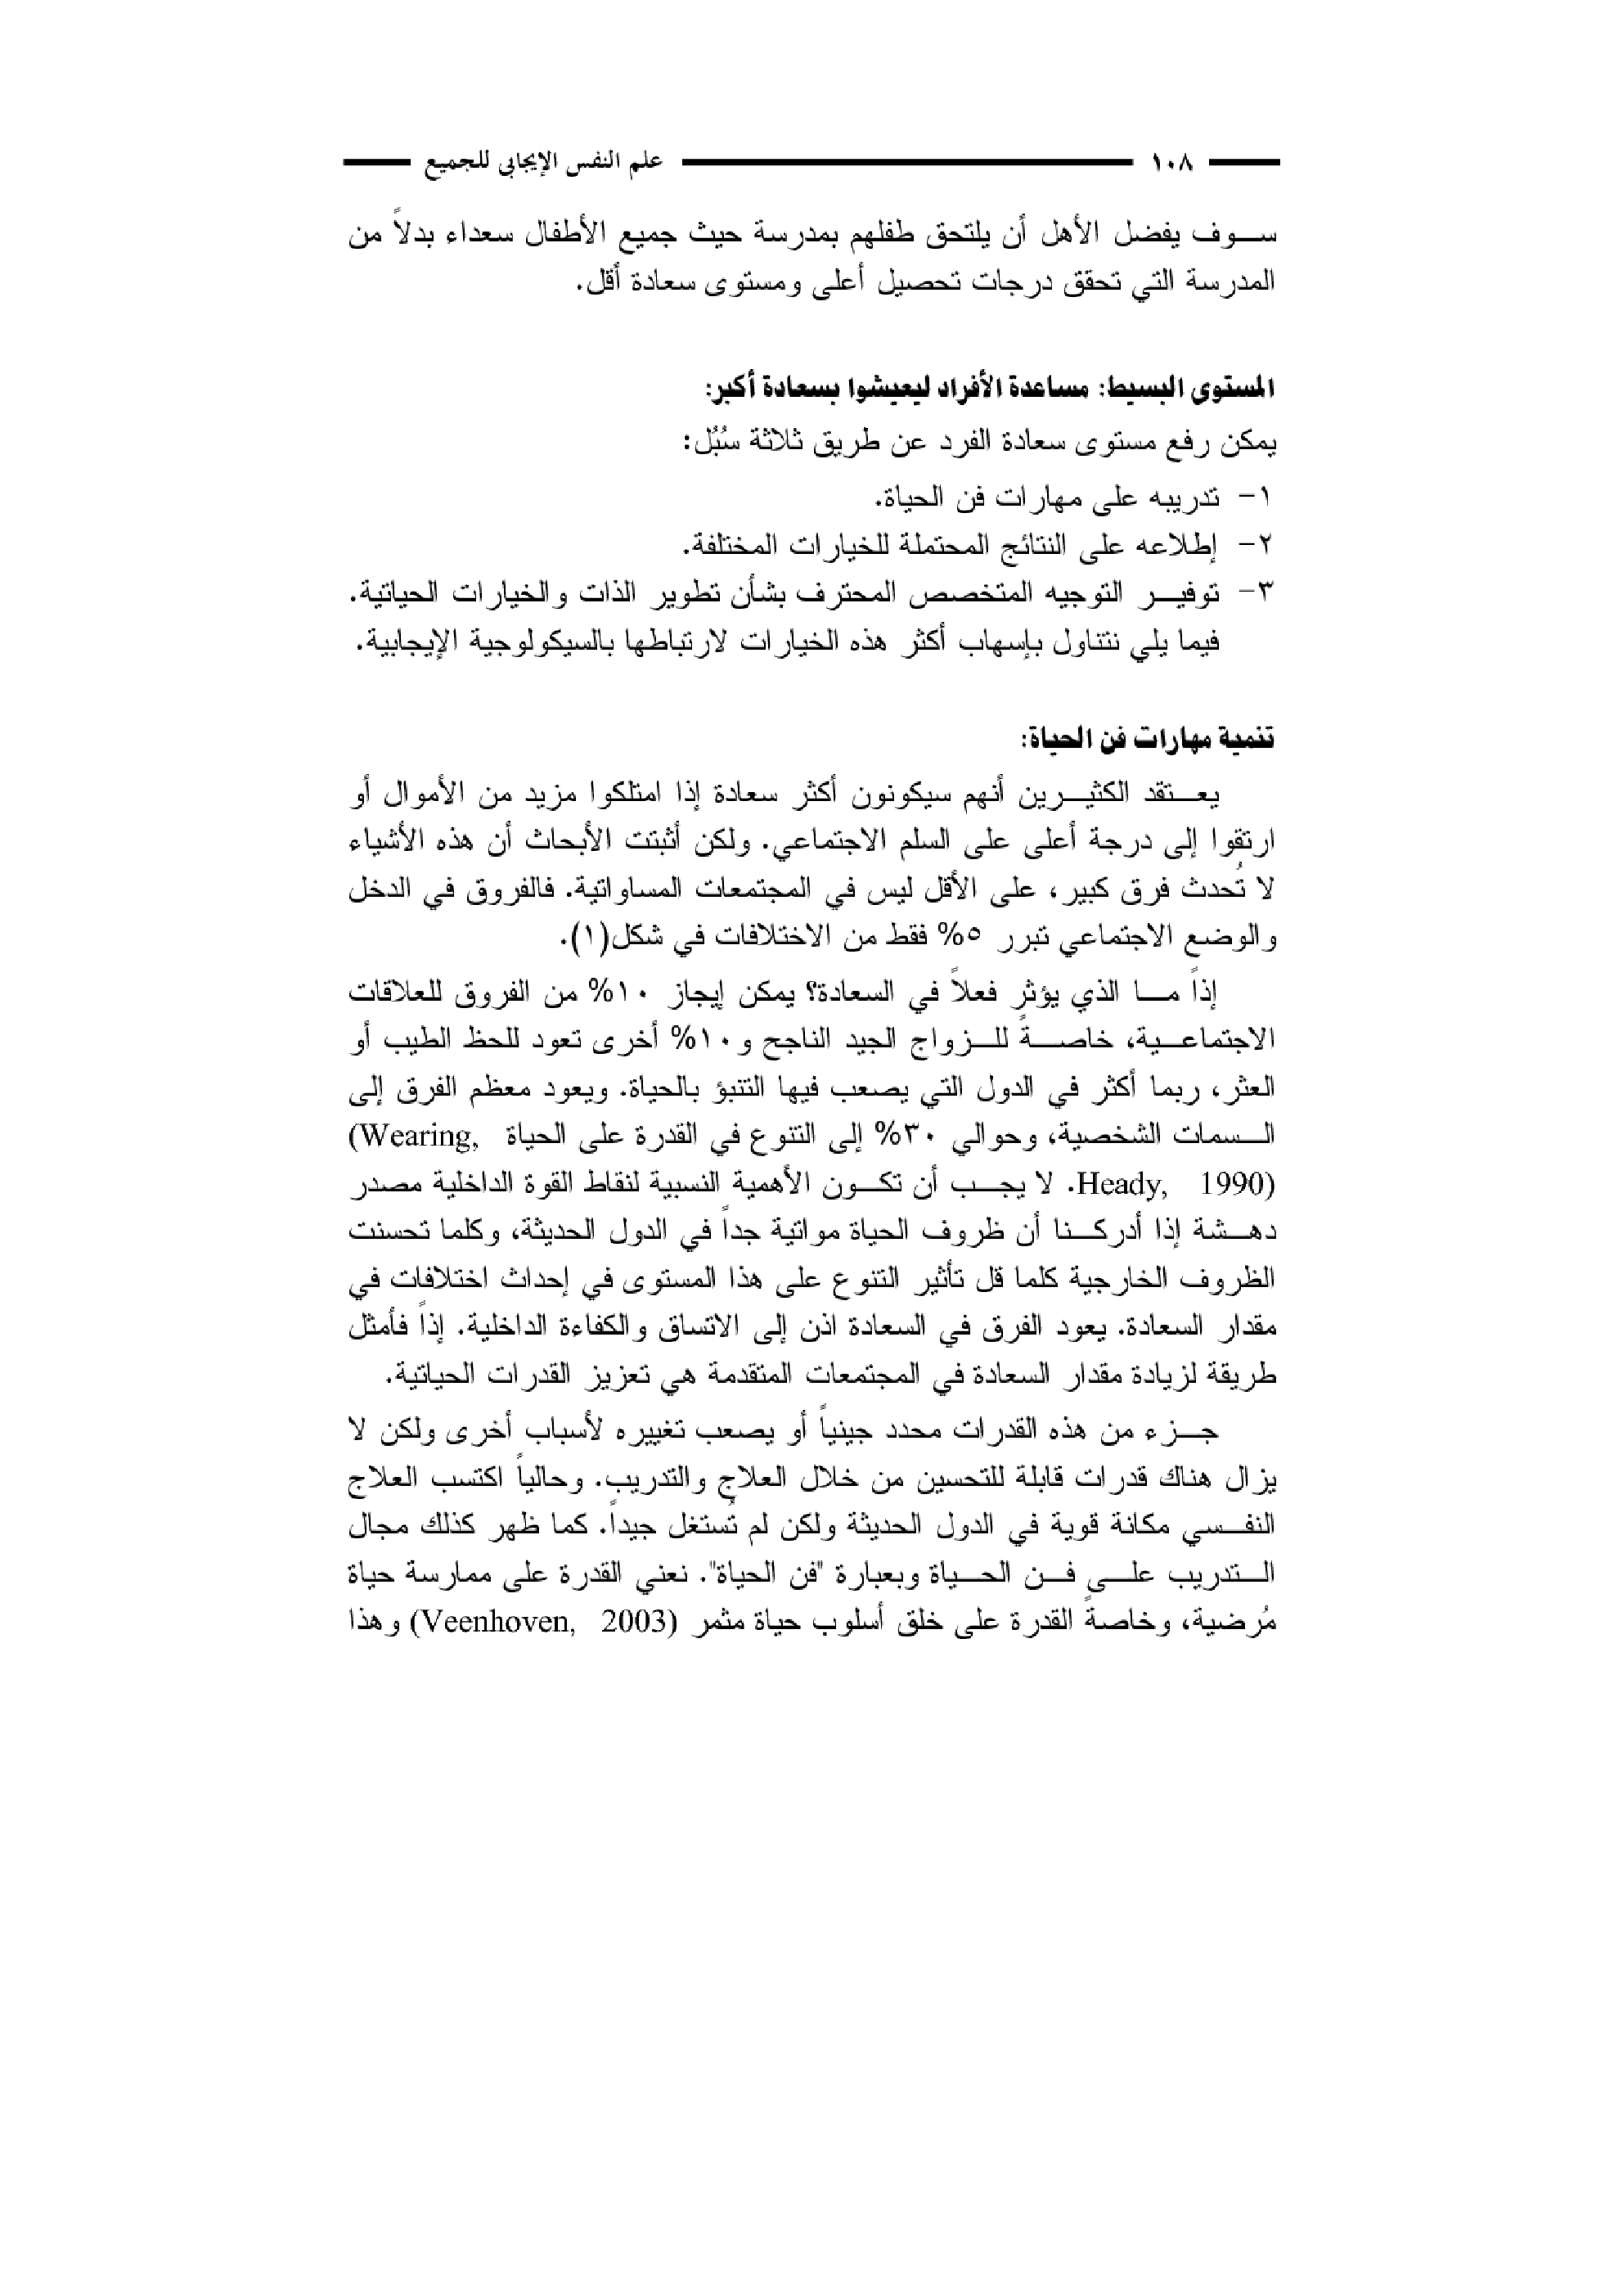 ١٠٨ علم النفس الإيجابي للجميع
سوف يفضل الأهل أن يلتحق طفلهم بمدرسة حيث جميع الأطفال سعداء بدلاً من
المدرسة التي تحقق درجات تحصيل أعلى ومستوى سعادة أقل.
المستوى البسيط: مساعدة الأفراد ليعيشوا بسعادة أكبر:
يمكن رفع مستوى سعادة الفرد عن طريق ثلاثة سُبُل:
١- تدريبه على مهارات فن الحياة.
٢- إطلاعه على النتائج المحتملة للخيارات المختلفة.
٣- توفير التوجيه المتخصص المحترف بشأن تطوير الذات والخيارات الحياتية.
فيما يلي نتناول بإسهاب أكثر هذه الخيارات لارتباطها بالسيكولوجية الإيجابية.
تنمية مهارات فن الحياة:
يعتقد الكثيرين أنهم سيكونون أكثر سعادة إذا امتلكوا مزيد من الأموال أو
ارتقوا إلى درجة أعلى على السلم الاجتماعي. ولكن أثبتت الأبحاث أن هذه الأشياء
لا تُحدث فرق كبير، على الأقل ليس في المجتمعات المساواتية. فالفروق في الدخل
والوضع الاجتماعي تبرر ٥% فقط من الاختلافات في شكل(١).
إذاً ما الذي يؤثر فعلاً في السعادة؟ يمكن إيجاز ١٠% من الفروق للعلاقات
الاجتماعية، خاصةً للزواج الجيد الناجح و١٠% أخرى تعود للحظ الطيب أو
العثر، ربما أكثر في الدول التي يصعب فيها التنبؤ بالحياة. ويعود معظم الفرق إلى
السمات الشخصية، وحوالي ٣٠% إلى التنوع في القدرة على الحياة (Wearing,
Heady, 1990). لا يجب أن تكون الأهمية النسبية لنقاط القوة الداخلية مصدر
دهشة إذا أدركنا أن ظروف الحياة مواتية جداً في الدول الحديثة، وكلما تحسنت
الظروف الخارجية كلما قل تأثير التنوع على هذا المستوى في إحداث اختلافات في
مقدار السعادة. يعود الفرق في السعادة اذن إلى الاتساق والكفاءة الداخلية. إذاً فأمثل
طريقة لزيادة مقدار السعادة في المجتمعات المتقدمة هي تعزيز القدرات الحياتية.
جزء من هذه القدرات محدد جينياً أو يصعب تغييره لأسباب أخرى ولكن لا
يزال هناك قدرات قابلة للتحسين من خلال العلاج والتدريب. وحالياً اكتسب العلاج
النفسي مكانة قوية في الدول الحديثة ولكن لم تُستغل جيداً. كما ظهر كذلك مجال
التدريب على فن الحياة وبعبارة "فن الحياة". نعني القدرة على ممارسة حياة
مُرضية، وخاصةً القدرة على خلق أسلوب حياة مثمر (Veenhoven, 2003) وهذا